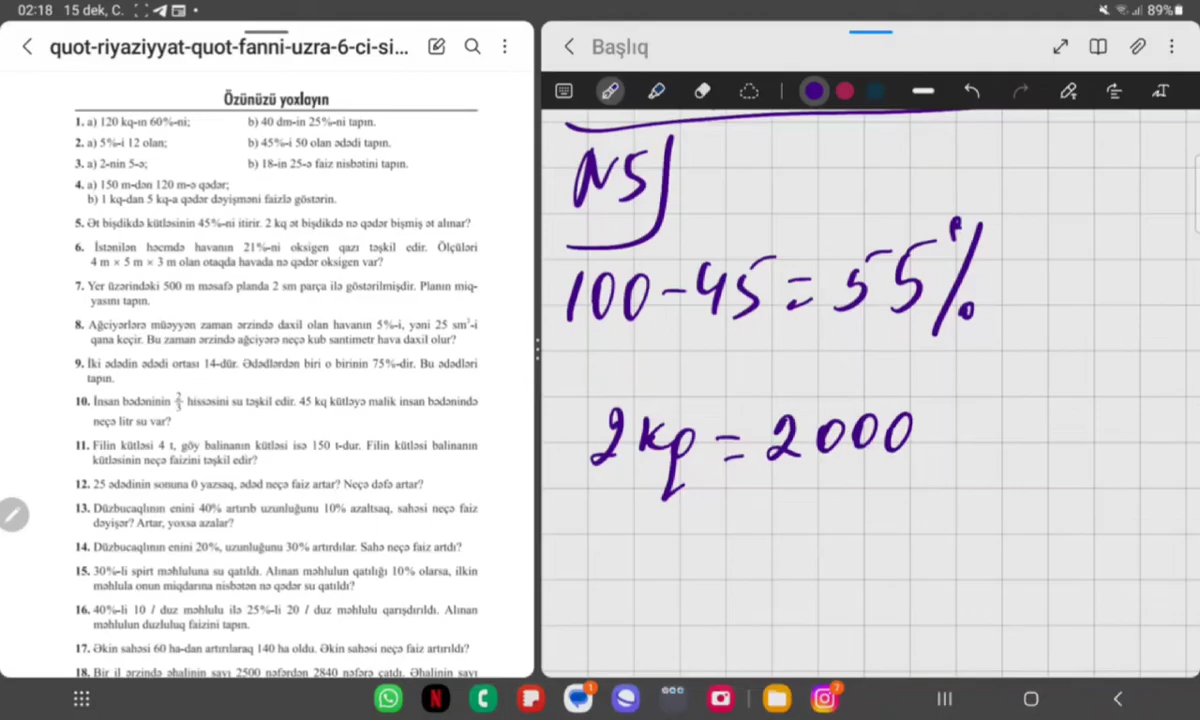 02:18 15 dek, C.
89%
quot-riyaziyyat-quot-fanni-uzra-6-ci-si...
Özünüzü yoxlayın
1. a) 120 kq-ın 60%-ni; b) 40 dm-in 25%-ni tapın.
2. a) 5%-i 12 olan; b) 45%-i 50 olan ədədi tapın.
3. a) 2-nin 5-ə; b) 18-in 25-ə faiz nisbətini tapın.
4. a) 150 m-dən 120 m-ə qədər;
b) 1 kq-dan 5 kq-a qədər dəyişməni faizlə göstərin.
5. Ət bişdikdə kütləsinin 45%-ni itirir. 2 kq ət bişdikdə nə qədər bişmiş ət alınar?
6. İstənilən həcmdə havanın 21%-ni oksigen qazı təşkil edir. Ölçüləri
4 m × 5 m × 3 m olan otaqda havada nə qədər oksigen var?
7. Yer üzərindəki 500 m məsafə planda 2 sm parça ilə göstərilmişdir. Planın miq-
yasını tapın.
8. Ağciyərlərə müəyyən zaman ərzində daxil olan havanın 5%-i, yəni 25 sm³-i
qana keçir. Bu zaman ərzində ağciyərə neçə kub santimetr hava daxil olur?
9. İki ədədin ədədi ortası 14-dür. Ədədlərdən biri o birinin 75%-dir. Bu ədədləri
tapın.
10. İnsan bədəninin 2/3 hissəsini su təşkil edir. 45 kq kütləyə malik insan bədənində
neçə litr su var?
11. Filin kütləsi 4 t, göy balinanın kütləsi isə 150 t-dur. Filin kütləsi balinanın
kütləsinin neçə faizini təşkil edir?
12. 25 ədədinin sonuna 0 yazsaq, ədəd neçə faiz artar? Neçə dəfə artar?
13. Düzbucaqlının enini 40% artırıb uzunluğunu 10% azaltsaq, sahəsi neçə faiz
dəyişər? Artar, yoxsa azalar?
14. Düzbucaqlının enini 20%, uzunluğunu 30% artırdılar. Sahə neçə faiz artdı?
15. 30%-li spirt məhluluna su qatıldı. Alınan məhlulun qatılığı 10% olarsa, ilkin
məhlula onun miqdarına nisbətən nə qədər su qatıldı?
16. 40%-li 10 l duz məhlulu ilə 25%-li 20 l duz məhlulu qarışdırıldı. Alınan
məhlulun duzluluq faizini tapın.
17. Əkin sahəsi 60 ha-dan artırılaraq 140 ha oldu. Əkin sahəsi neçə faiz artırıldı?
18. Bir il ərzində əhalinin sayı 2500 nəfərdən 2840 nəfərə çatdı. Əhalinin sayı
Başlıq
N5
100-45=55%
2kq=2000